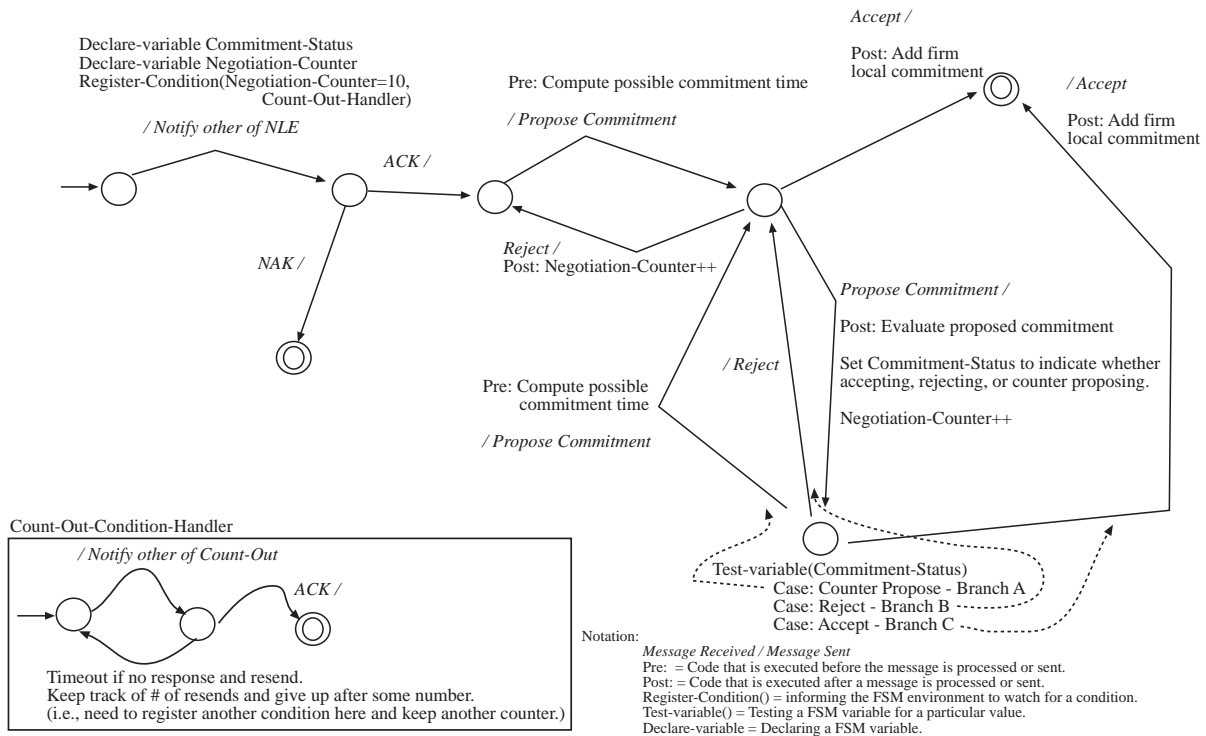 Declare-variable Commitment-Status
Declare-variable Negotiation-Counter
Register-Condition(Negotiation-Counter=10,
Count-Out-Handler)
/ Notify other of NLE
ACK /
NAK /
Pre: Compute possible commitment time
/ Propose Commitment
Reject /
Post: Negotiation-Counter++
Accept /
Post: Add firm
local commitment
/ Accept
Post: Add firm
local commitment
Propose Commitment /
Post: Evaluate proposed commitment
Set Commitment-Status to indicate whether
accepting, rejecting, or counter proposing.
Negotiation-Counter++
/ Reject
Pre: Compute possible
commitment time
/ Propose Commitment
Test-variable(Commitment-Status)
Case: Counter Propose - Branch A
Case: Reject - Branch B
Case: Accept - Branch C
Count-Out-Condition-Handler
/ Notify other of Count-Out
ACK /
Timeout if no response and resend.
Keep track of # of resends and give up after some number.
(i.e., need to register another condition here and keep another counter.)
Notation:
Message Received / Message Sent
Pre: = Code that is executed before the message is processed or sent.
Post: = Code that is executed after a message is processed or sent.
Register-Condition() = informing the FSM environment to watch for a condition.
Test-variable() = Testing a FSM variable for a particular value.
Declare-variable = Declaring a FSM variable.